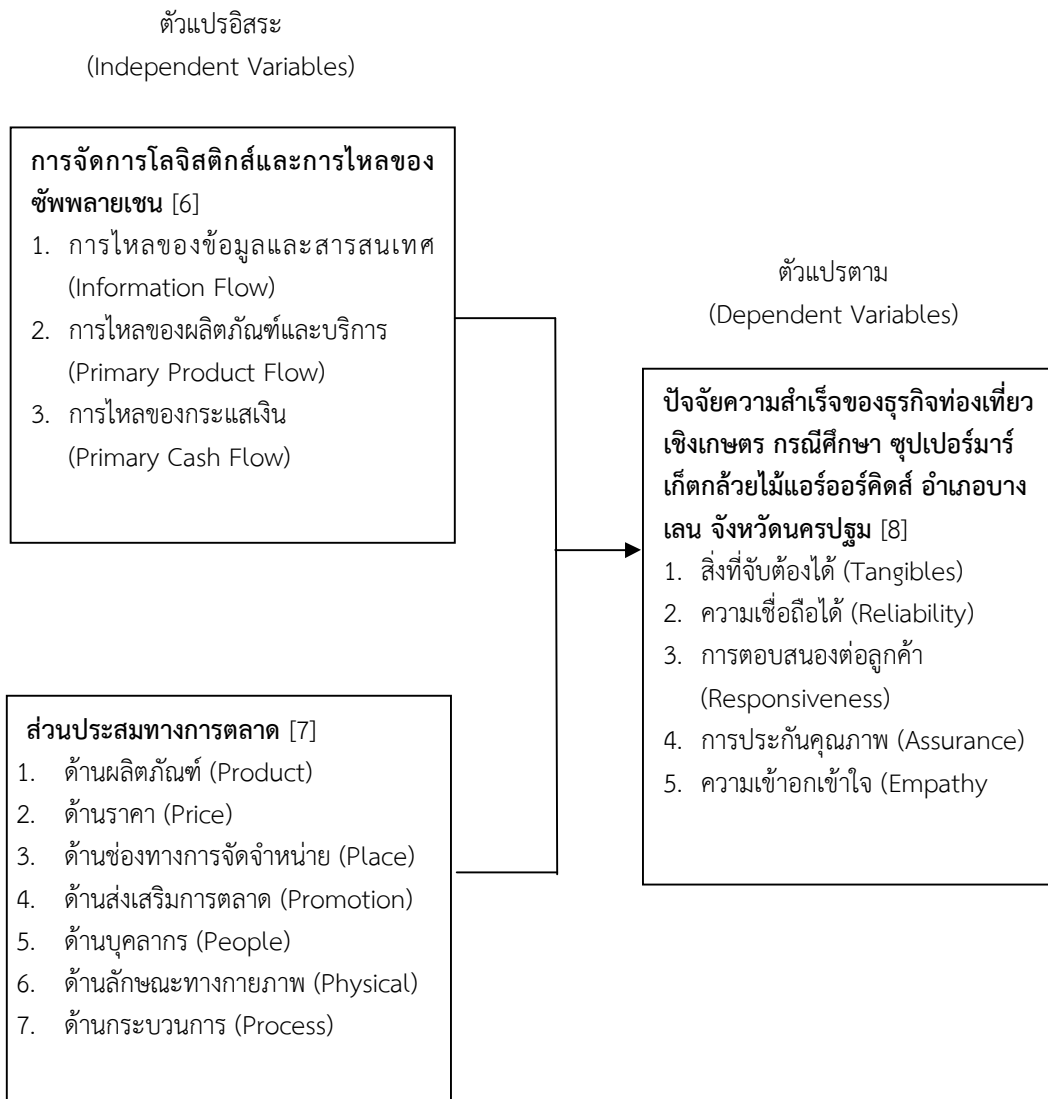 ตัวแปรอิสระ
(Independent Variables)
การจัดการโลจิสติกส์และการไหลของ
ซัพพลายเชน [6]
1. การไหลของข้อมูลและสารสนเทศ
(Information Flow)
2. การไหลของผลิตภัณฑ์และบริการ
(Primary Product Flow)
3. การไหลของกระแสเงิน
(Primary Cash Flow)
ส่วนประสมทางการตลาด [7]
1. ด้านผลิตภัณฑ์ (Product)
2. ด้านราคา (Price)
3. ด้านช่องทางการจัดจำหน่าย (Place)
4. ด้านส่งเสริมการตลาด (Promotion)
5. ด้านบุคลากร (People)
6. ด้านลักษณะทางกายภาพ (Physical)
7. ด้านกระบวนการ (Process)
ตัวแปรตาม
(Dependent Variables)
ปัจจัยความสำเร็จของธุรกิจท่องเที่ยว
เชิงเกษตร กรณีศึกษา ซุปเปอร์มาร์
เก็ตกล้วยไม้แอร์ออร์คิดส์ อำเภอบาง
เลน จังหวัดนครปฐม [8]
1. สิ่งที่จับต้องได้ (Tangibles)
2. ความเชื่อถือได้ (Reliability)
3. การตอบสนองต่อลูกค้า
(Responsiveness)
4. การประกันคุณภาพ (Assurance)
5. ความเข้าอกเข้าใจ (Empathy